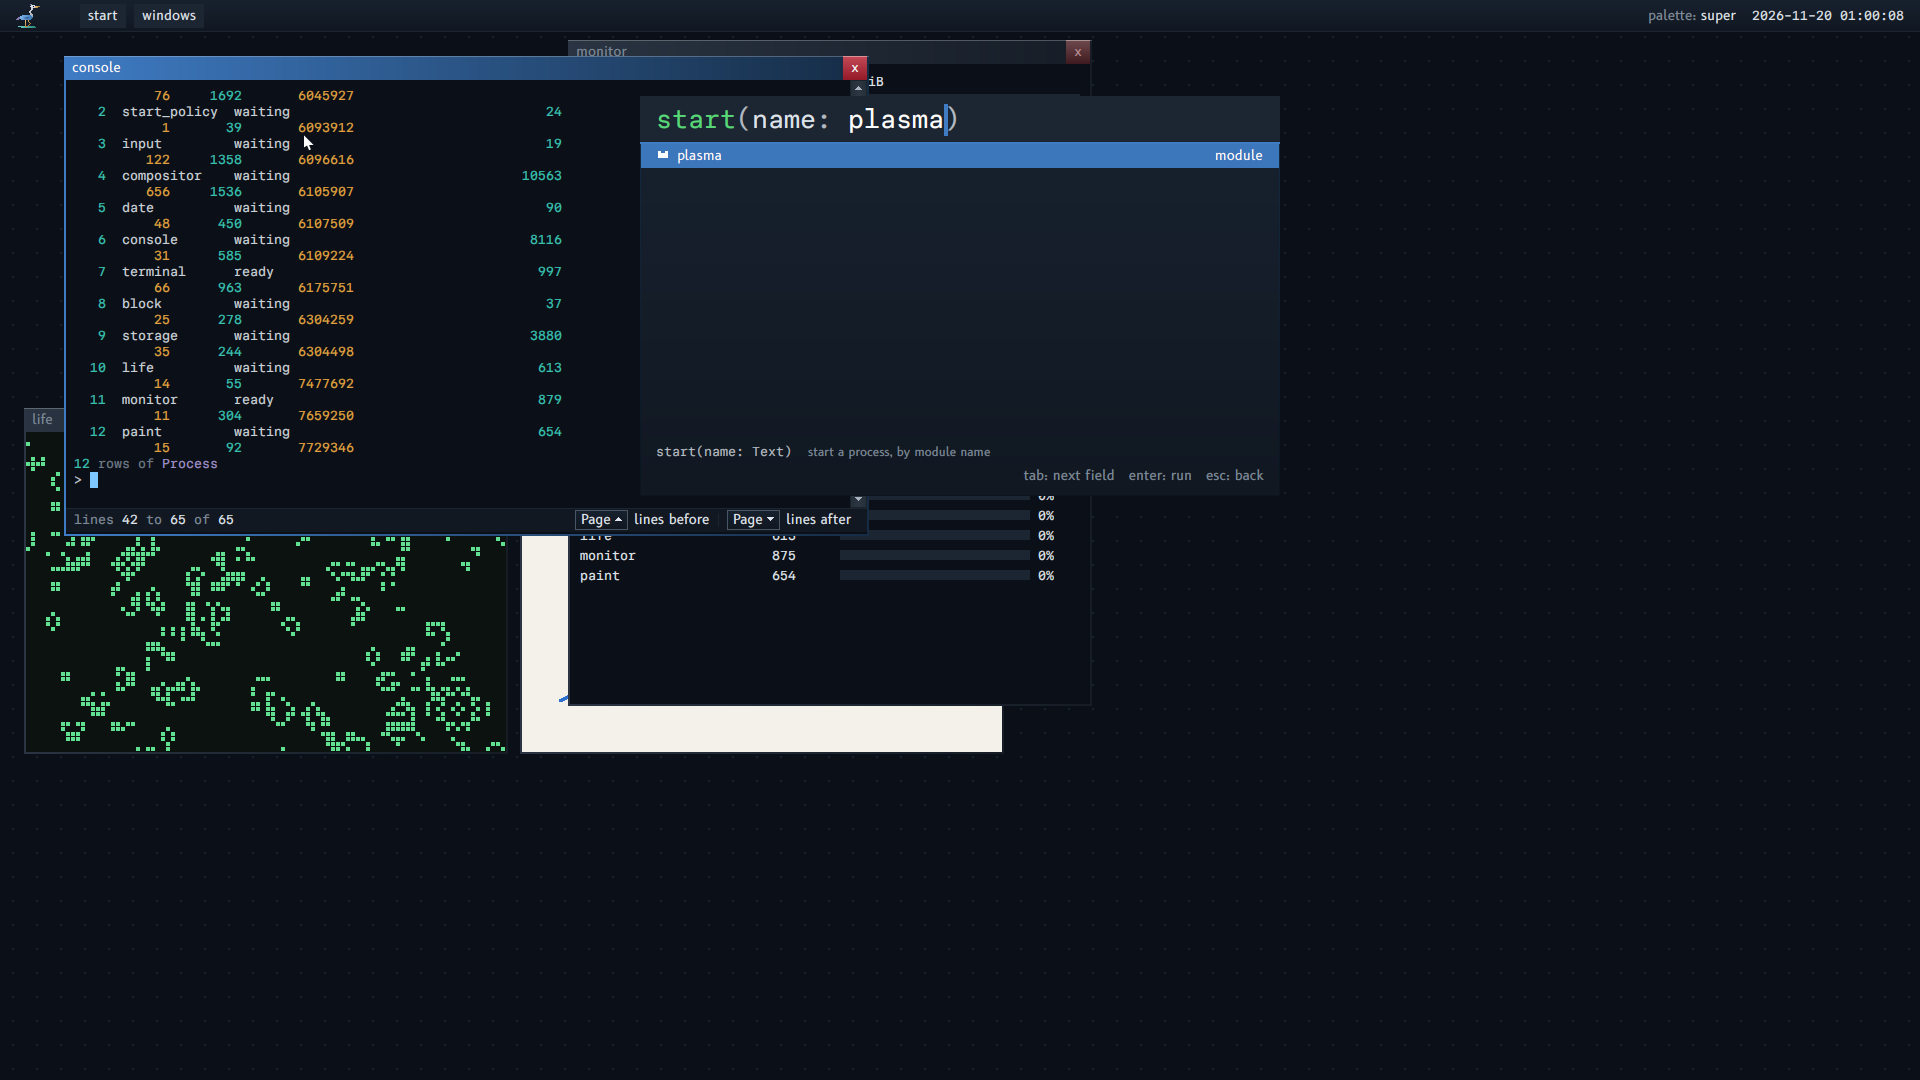 start windows palette: super 2026-11-20 01:00:08
monitor x
console x
iB
76 1692 6045927
2 start_policy waiting 24
1 39 6093912
3 input waiting 19
122 1358 6096616
4 compositor waiting 10563
656 1536 6105907
5 date waiting 90
48 450 6107509
6 console waiting 8116
31 585 6109224
7 terminal ready 997
66 963 6175751
8 block waiting 37
25 278 6304259
9 storage waiting 3880
35 244 6304498
10 life waiting 613
14 55 7477692
11 monitor ready 879
11 304 7659250
12 paint waiting 654
15 92 7729346
12 rows of Process
>
lines 42 to 65 of 65 Page lines before Page lines after
start(name: plasma)
plasma module
start(name: Text) start a process, by module name
tab: next field enter: run esc: back
life
0%
0%
life 613 0%
monitor 875 0%
paint 654 0%